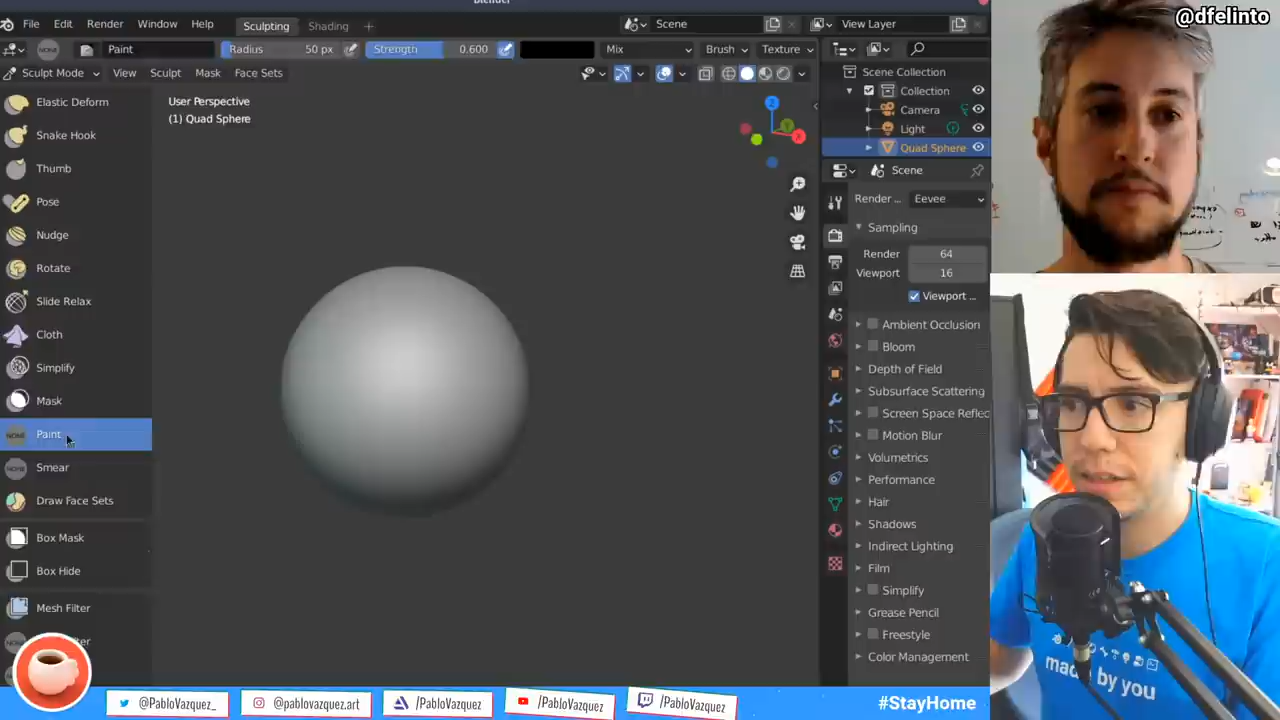 Blender
@dfelinto
File Edit Render Window Help Sculpting Shading + Scene View Layer
Paint Radius 50 px Strength 0.600 Mix Brush Texture
Sculpt Mode View Sculpt Mask Face Sets
Scene Collection
Collection
Camera
Light
Quad Sphere
User Perspective
(1) Quad Sphere
Z
Y
X
Elastic Deform
Snake Hook
Thumb
Pose
Nudge
Rotate
Slide Relax
Cloth
Simplify
Mask
NONE Paint
NONE Smear
Draw Face Sets
Box Mask
Box Hide
Mesh Filter
NONE
Scene
Render ... Eevee
Sampling
Render 64
Viewport 16
Viewport ...
Ambient Occlusion
Bloom
Depth of Field
Subsurface Scattering
Screen Space Reflec
Motion Blur
Volumetrics
Performance
Hair
Shadows
Indirect Lighting
Film
Simplify
Grease Pencil
Freestyle
Color Management
made by you
@PabloVazquez_ @pablovazquez.art /PabloVazquez /PabloVazquez /PabloVazquez #StayHome